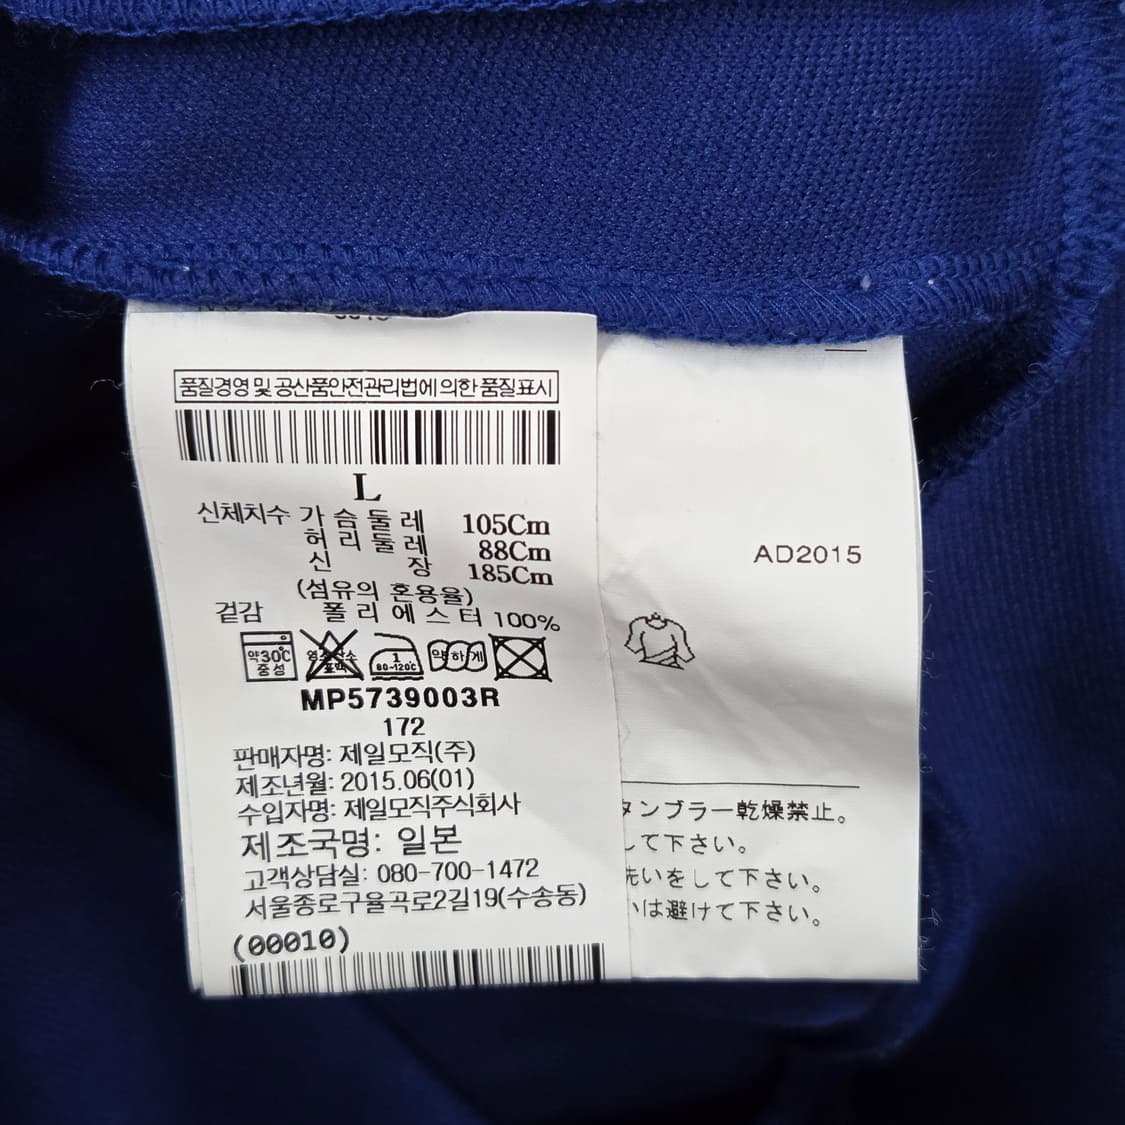 품질경영 및 공산품안전관리법에 의한 품질표시
L
신체치수 가슴둘레 105Cm
허리둘레 88Cm
신장 185Cm
(섬유의 혼용율)
겉감 폴리에스터 100%
약30℃ 중성 염소산소표백 1 80~120℃ 약하게
MP5739003R
172
판매자명: 제일모직(주)
제조년월: 2015.06(01)
수입자명: 제일모직주식회사
제조국명: 일본
고객상담실: 080-700-1472
서울종로구율곡로2길19(수송동)
(00010)
AD2015
タンブラー乾燥禁止。
して下さい。
洗いをして下さい。
いは避けて下さい。